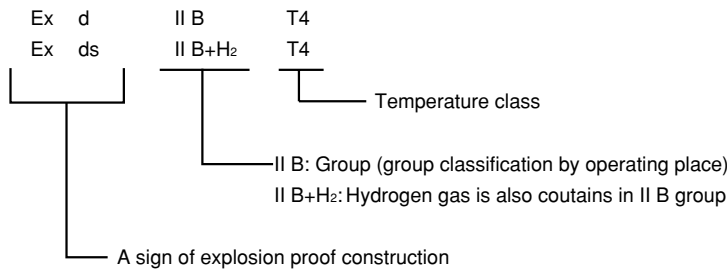 Ex d II B T4
Ex ds II B+H₂ T4
Temperature class
II B: Group (group classification by operating place)
II B+H₂: Hydrogen gas is also coutains in II B group
A sign of explosion proof construction